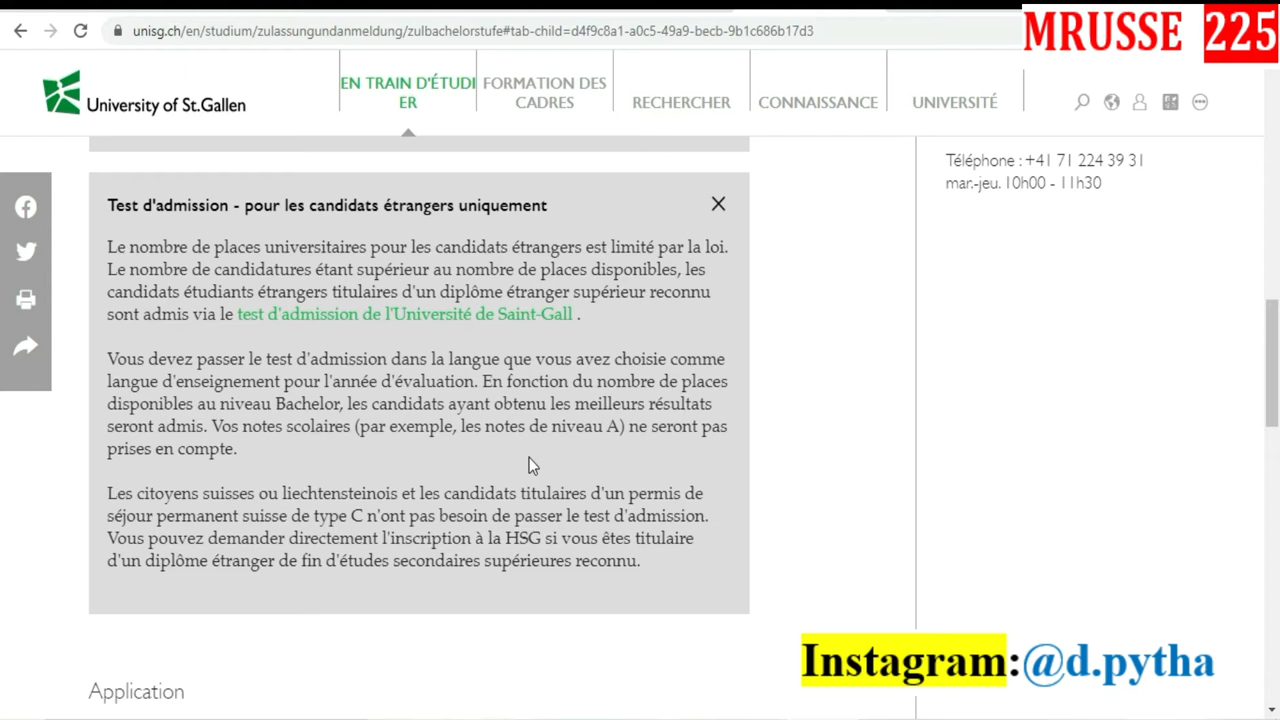 unisg.ch/en/studium/zulassungundanmeldung/zulbachelorstufe#tab-child=d4f9c8a1-a0c5-49a9-becb-9b1c686b17d3
MRUSSE 225
University of St.Gallen
EN TRAIN D'ÉTUDI
ER
FORMATION DES
CADRES
RECHERCHER
CONNAISSANCE
UNIVERSITÉ
Téléphone : +41 71 224 39 31
mar.-jeu. 10h00 - 11h30
Test d'admission - pour les candidats étrangers uniquement
Le nombre de places universitaires pour les candidats étrangers est limité par la loi.
Le nombre de candidatures étant supérieur au nombre de places disponibles, les
candidats étudiants étrangers titulaires d'un diplôme étranger supérieur reconnu
sont admis via le test d'admission de l'Université de Saint-Gall .
Vous devez passer le test d'admission dans la langue que vous avez choisie comme
langue d'enseignement pour l'année d'évaluation. En fonction du nombre de places
disponibles au niveau Bachelor, les candidats ayant obtenu les meilleurs résultats
seront admis. Vos notes scolaires (par exemple, les notes de niveau A) ne seront pas
prises en compte.
Les citoyens suisses ou liechtensteinois et les candidats titulaires d'un permis de
séjour permanent suisse de type C n'ont pas besoin de passer le test d'admission.
Vous pouvez demander directement l'inscription à la HSG si vous êtes titulaire
d'un diplôme étranger de fin d'études secondaires supérieures reconnu.
Application
Instagram:@d.pytha